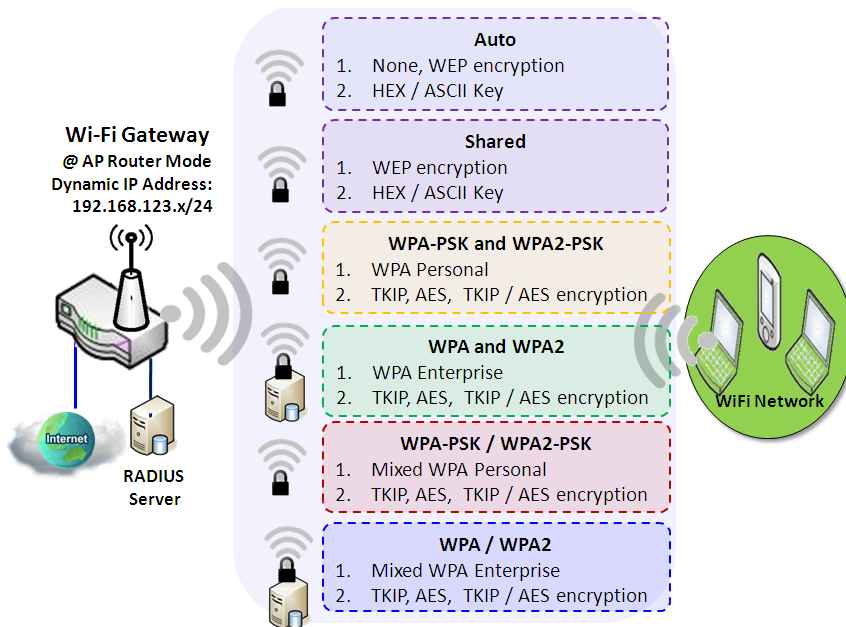 Wi-Fi Gateway
@ AP Router Mode
Dynamic IP Address:
192.168.123.x/24
Internet
RADIUS
Server
Auto
1. None, WEP encryption
2. HEX / ASCII Key
Shared
1. WEP encryption
2. HEX / ASCII Key
WPA-PSK and WPA2-PSK
1. WPA Personal
2. TKIP, AES, TKIP / AES encryption
WPA and WPA2
1. WPA Enterprise
2. TKIP, AES, TKIP / AES encryption
WPA-PSK / WPA2-PSK
1. Mixed WPA Personal
2. TKIP, AES, TKIP / AES encryption
WPA / WPA2
1. Mixed WPA Enterprise
2. TKIP, AES, TKIP / AES encryption
WiFi Network